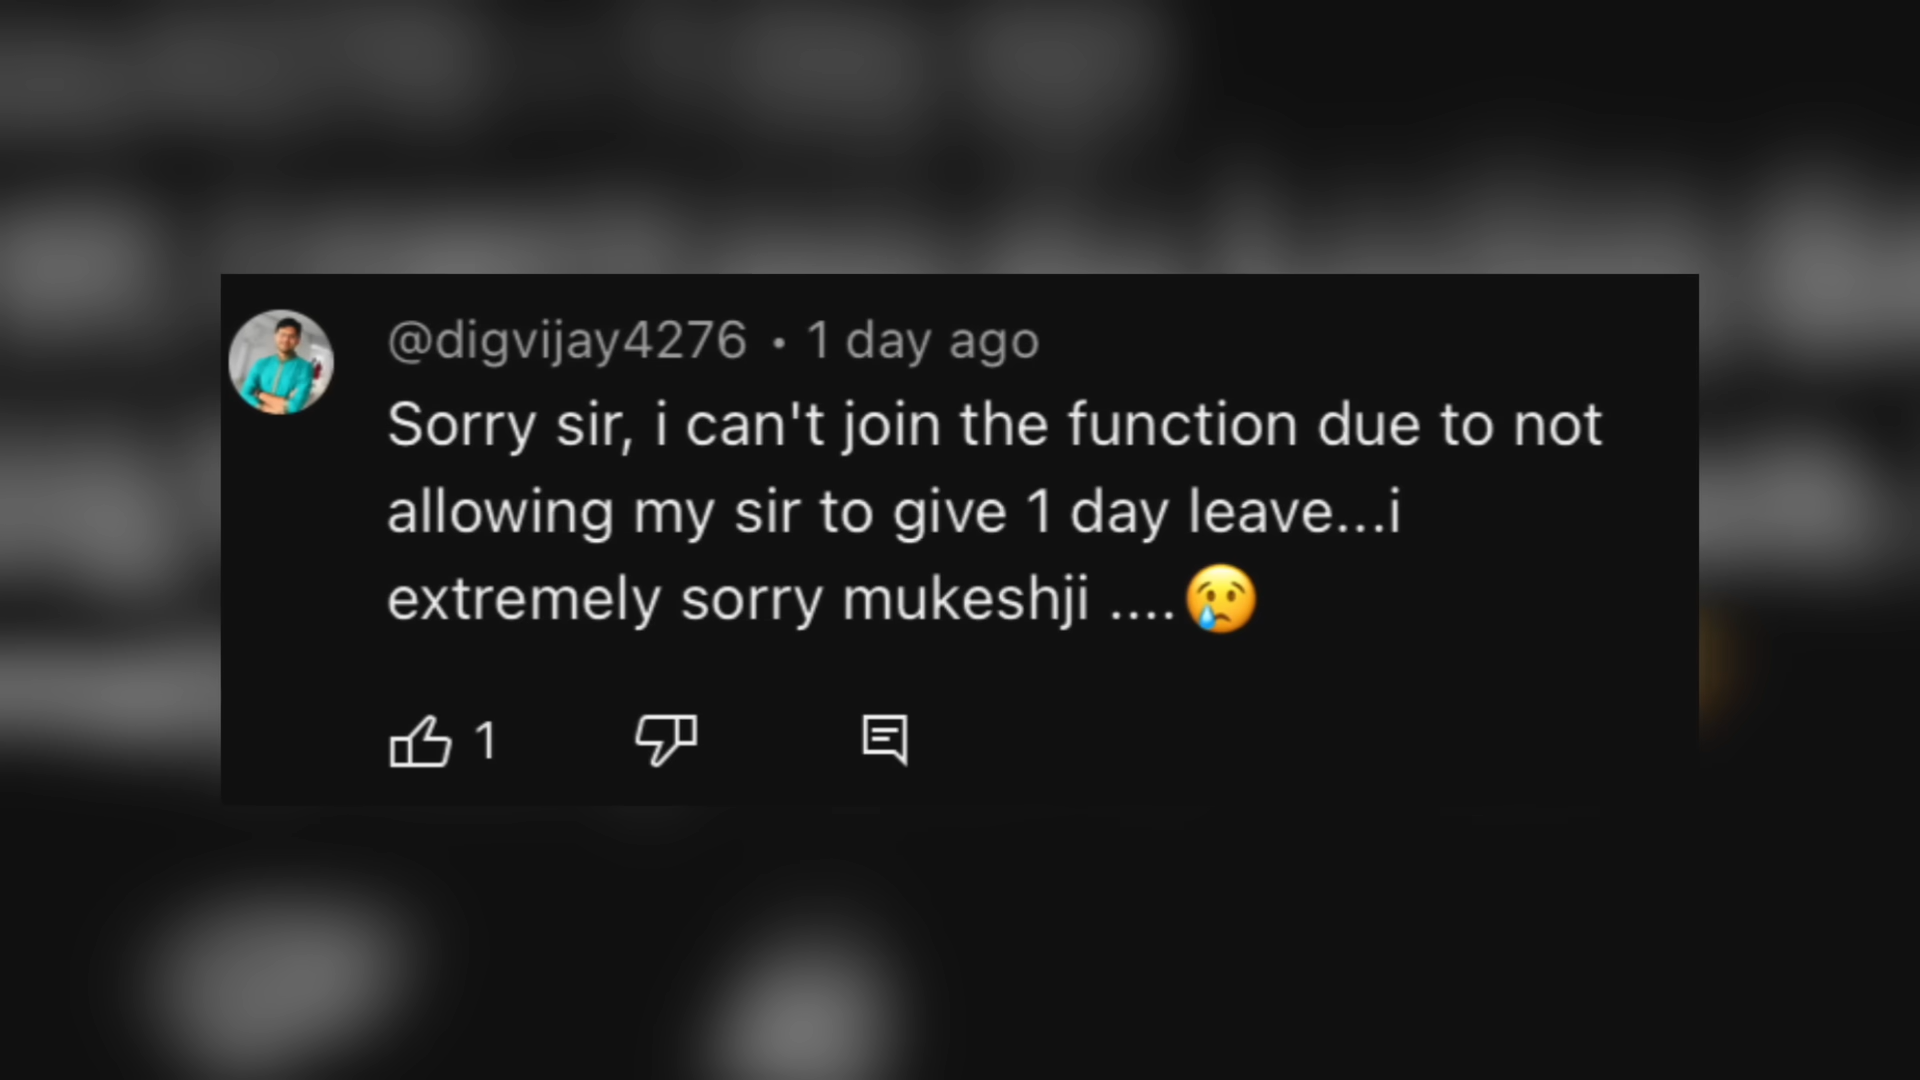 @digvijay4276 • 1 day ago
Sorry sir, i can't join the function due to not
allowing my sir to give 1 day leave...i
extremely sorry mukeshji ....😢
1